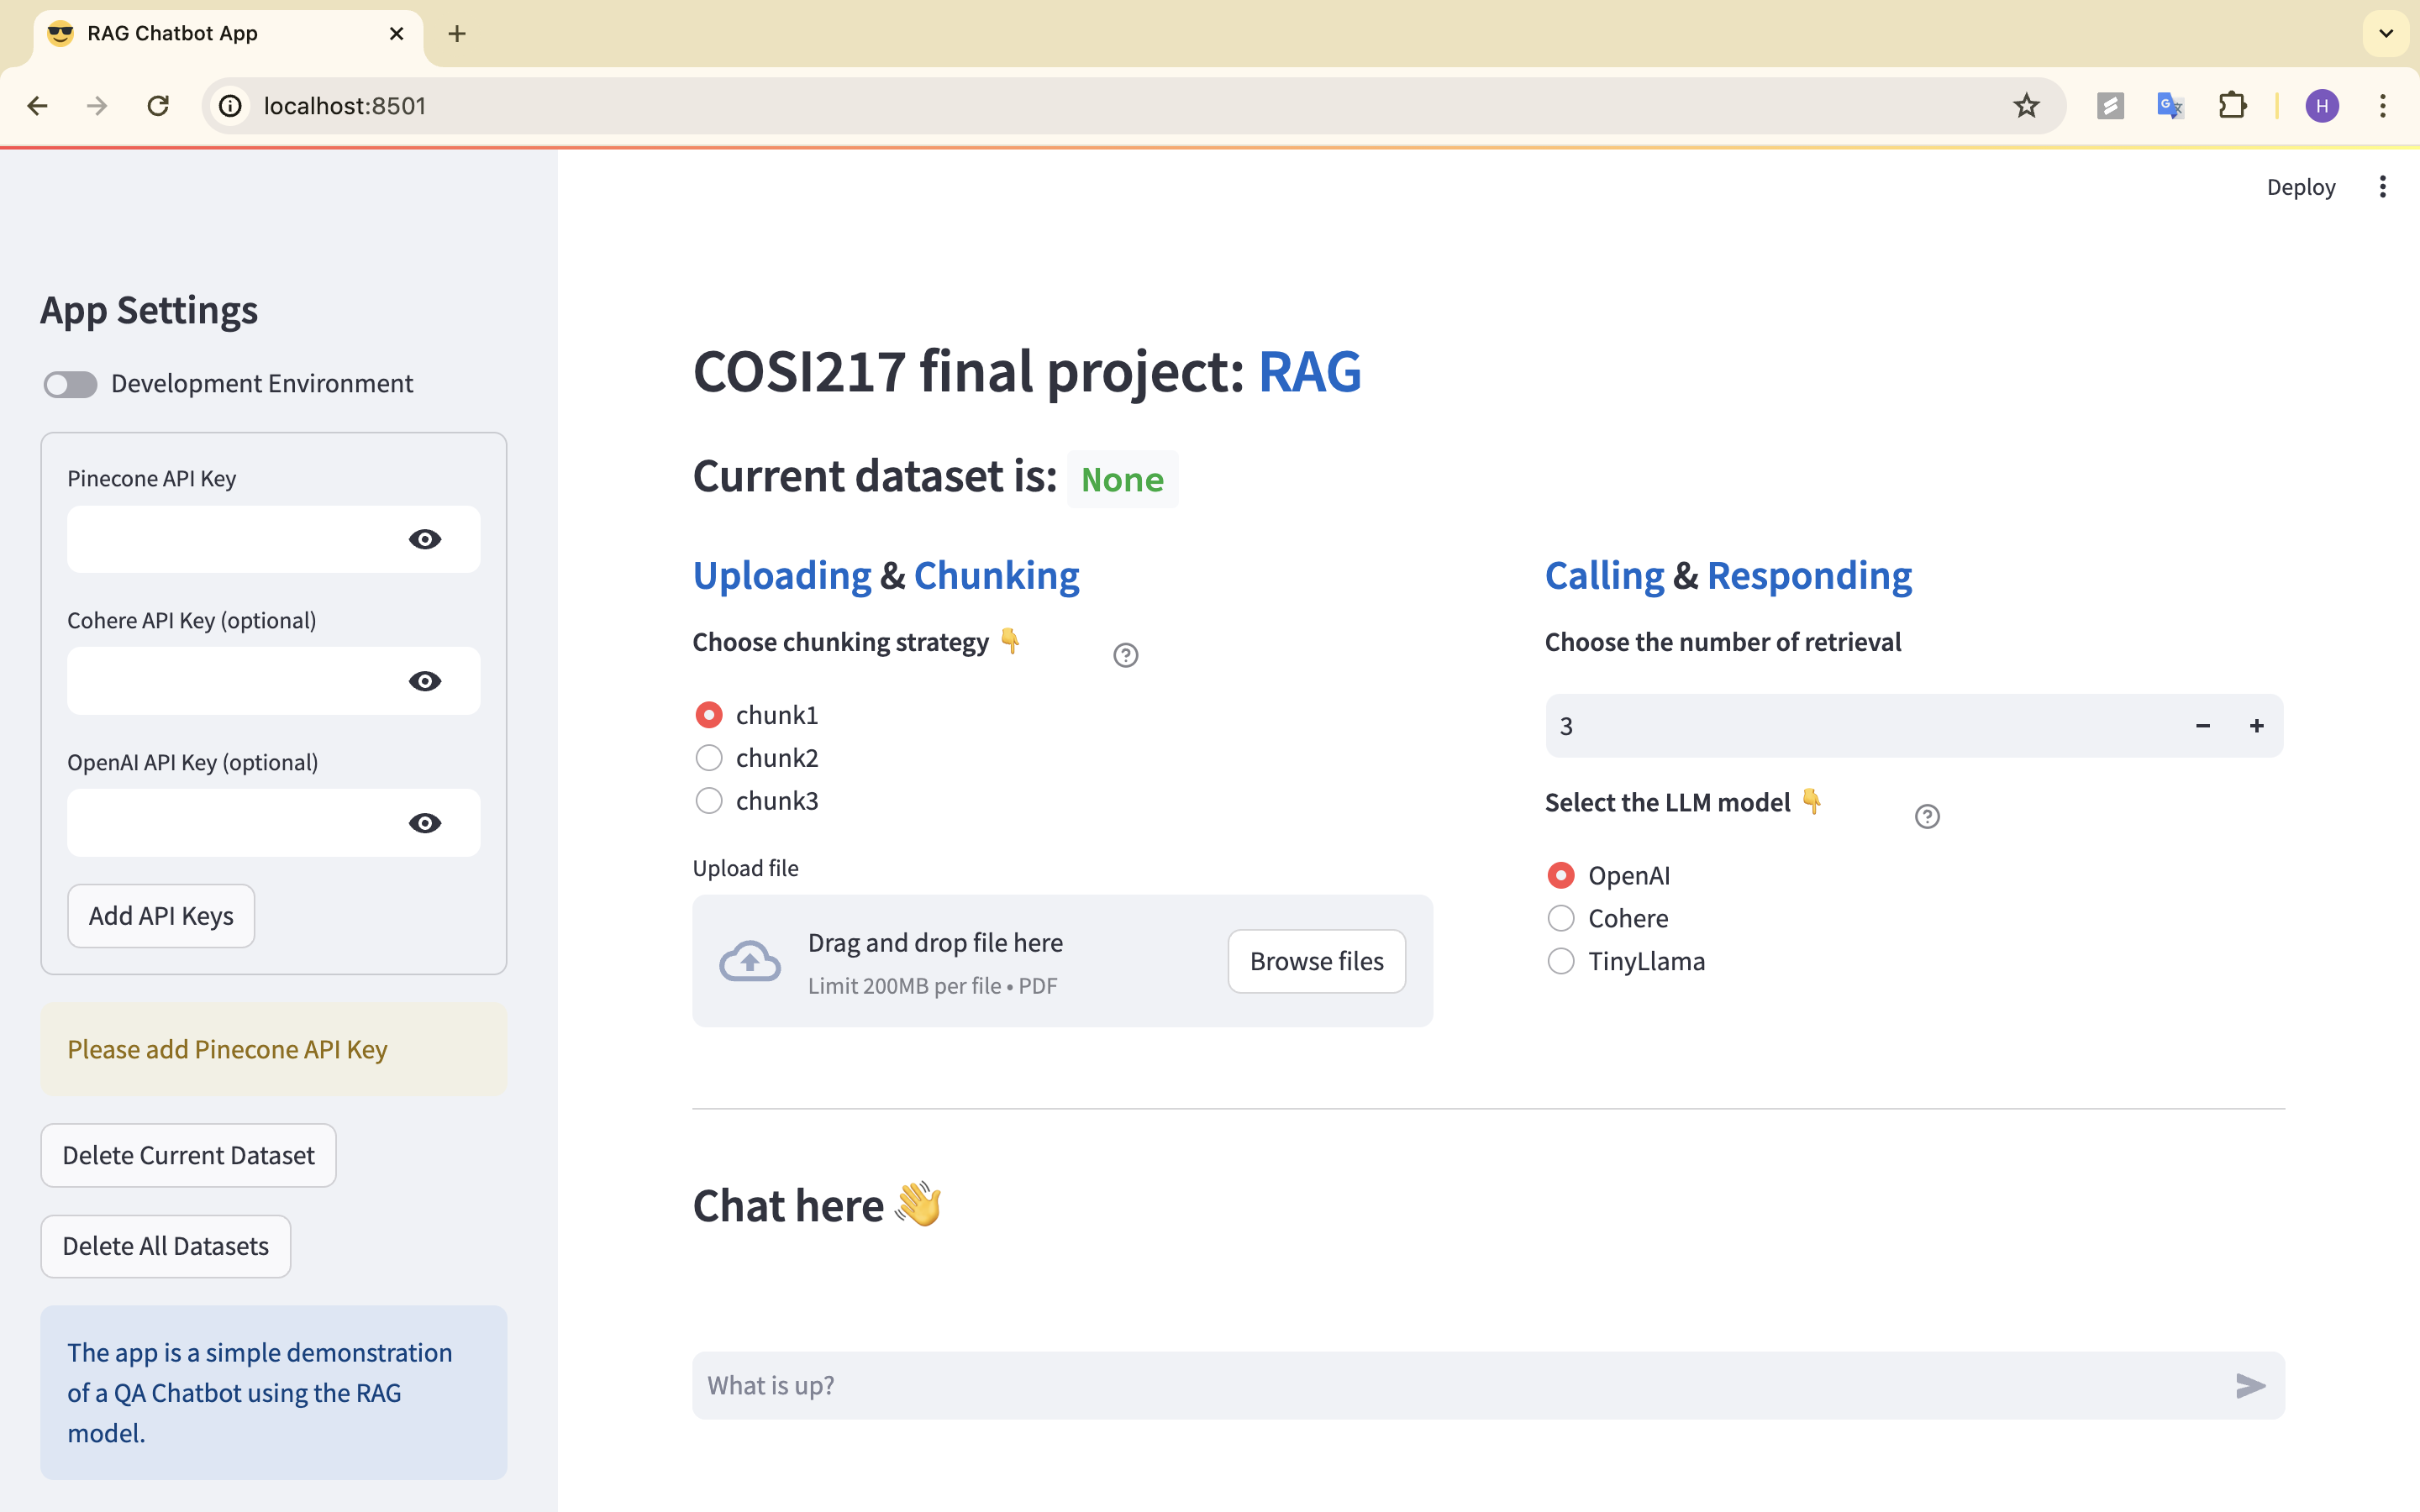 RAG Chatbot App
localhost:8501
H
Deploy
App Settings
Development Environment
Pinecone API Key
Cohere API Key (optional)
OpenAI API Key (optional)
Add API Keys
Please add Pinecone API Key
Delete Current Dataset
Delete All Datasets
The app is a simple demonstration
of a QA Chatbot using the RAG
model.
COSI217 final project: RAG
Current dataset is: None
Uploading & Chunking
Choose chunking strategy 👇
chunk1
chunk2
chunk3
Upload file
Drag and drop file here
Limit 200MB per file • PDF
Browse files
Calling & Responding
Choose the number of retrieval
3
Select the LLM model 👇
OpenAI
Cohere
TinyLlama
Chat here 👋
What is up?